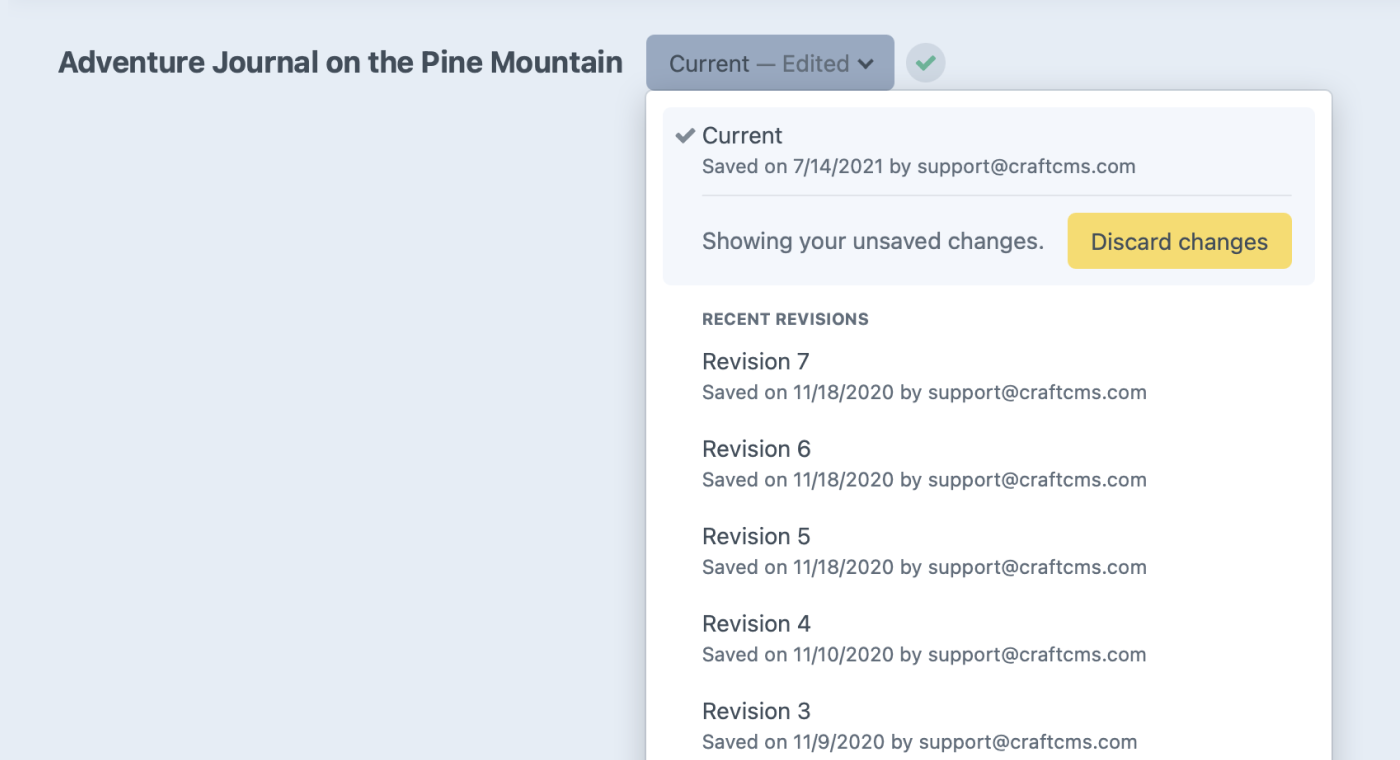 Adventure Journal on the Pine Mountain
Current — Edited
Current
Saved on 7/14/2021 by support@craftcms.com
Showing your unsaved changes.
Discard changes
RECENT REVISIONS
Revision 7
Saved on 11/18/2020 by support@craftcms.com
Revision 6
Saved on 11/18/2020 by support@craftcms.com
Revision 5
Saved on 11/18/2020 by support@craftcms.com
Revision 4
Saved on 11/10/2020 by support@craftcms.com
Revision 3
Saved on 11/9/2020 by support@craftcms.com